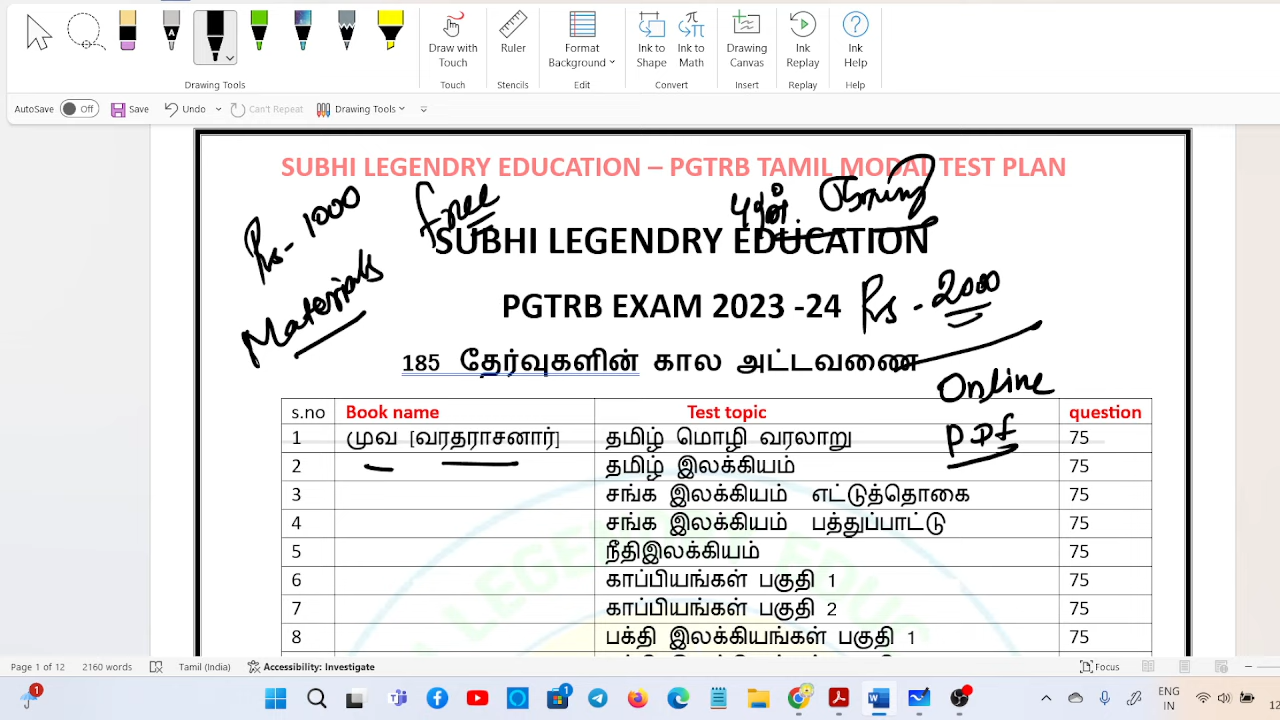 Draw with Touch
Ruler
Format Background
Ink to Shape
Ink to Math
Drawing Canvas
Ink Replay
Ink Help
Drawing Tools
Touch
Stencils
Edit
Convert
Insert
Replay
Help
AutoSave Off Save Undo Can't Repeat Drawing Tools
SUBHI LEGENDRY EDUCATION – PGTRB TAMIL MODAL TEST PLAN
Rs - 1000
Free
Materials
SUBHI LEGENDRY EDUCATION
PGTRB EXAM 2023 -24
Rs - 2000
185 தேர்வுகளின் கால அட்டவணை
Online
P.P.f
s.no Book name Test topic question
1 முவ [வரதராசனார்] தமிழ் மொழி வரலாறு 75
2 தமிழ் இலக்கியம் 75
3 சங்க இலக்கியம் எட்டுத்தொகை 75
4 சங்க இலக்கியம் பத்துப்பாட்டு 75
5 நீதிஇலக்கியம் 75
6 காப்பியங்கள் பகுதி 1 75
7 காப்பியங்கள் பகுதி 2 75
8 பக்தி இலக்கியங்கள் பகுதி 1 75
Page 1 of 12 2160 words Tamil (India) Accessibility: Investigate Focus
1
1
ENG
IN
12